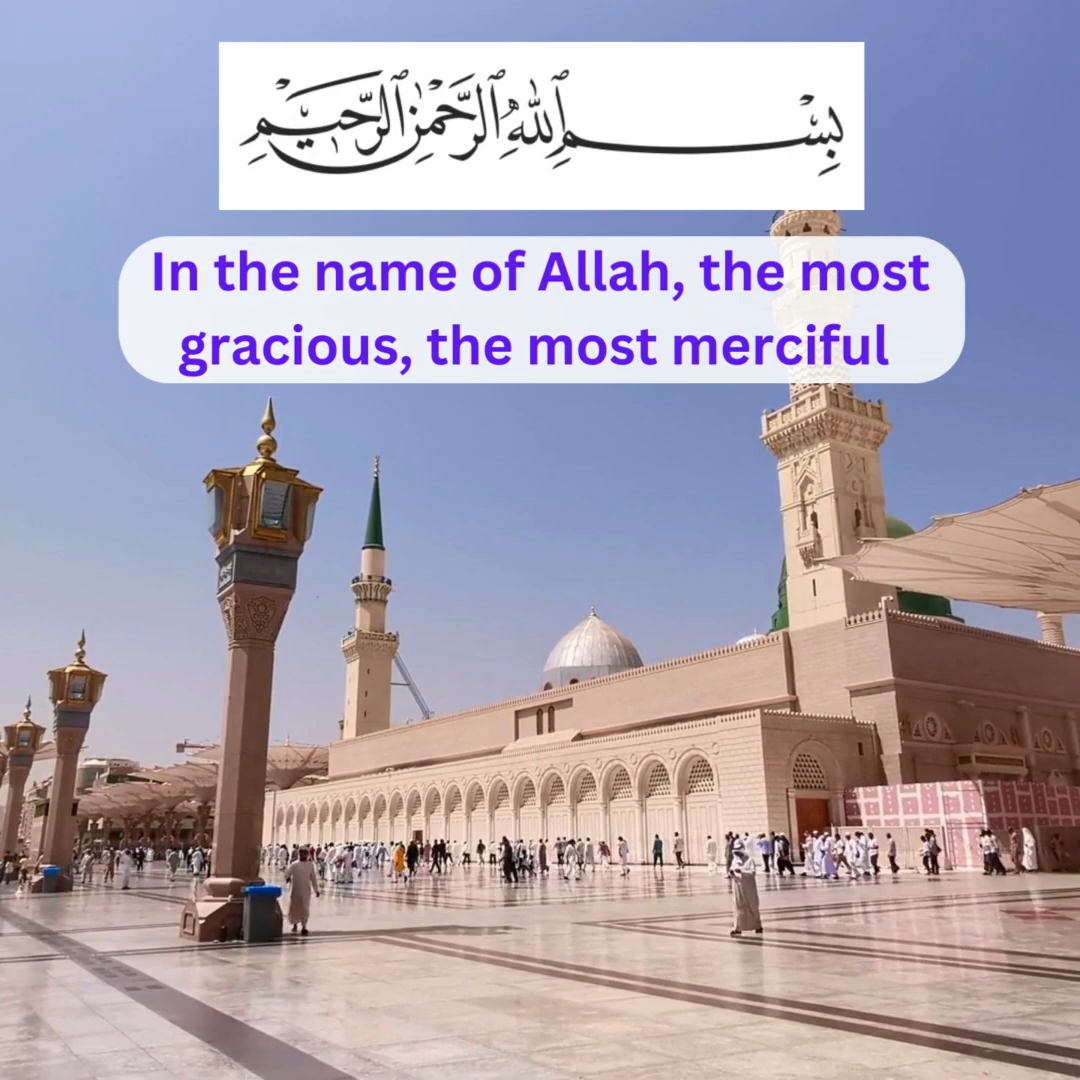 بِسْمِ ٱللَّهِ ٱلرَّحْمَٰنِ ٱلرَّحِيمِ
In the name of Allah, the most
gracious, the most merciful